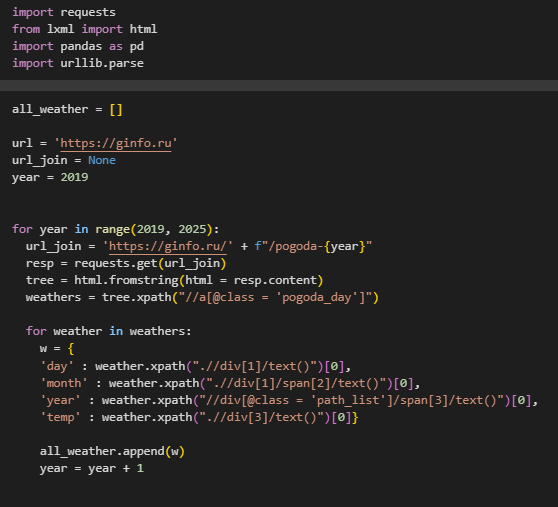 import requests
from lxml import html
import pandas as pd
import urllib.parse
all_weather = []
url = 'https://ginfo.ru'
url_join = None
year = 2019
for year in range(2019, 2025):
  url_join = 'https://ginfo.ru/' + f"/pogoda-{year}"
  resp = requests.get(url_join)
  tree = html.fromstring(html = resp.content)
  weathers = tree.xpath("//a[@class = 'pogoda_day']")
  for weather in weathers:
    w = {
    'day' : weather.xpath(".//div[1]/text()")[0],
    'month' : weather.xpath(".//div[1]/span[2]/text()")[0],
    'year' : weather.xpath("//div[@class = 'path_list']/span[3]/text()")[0],
    'temp' : weather.xpath(".//div[3]/text()")[0]}
    all_weather.append(w)
    year = year + 1